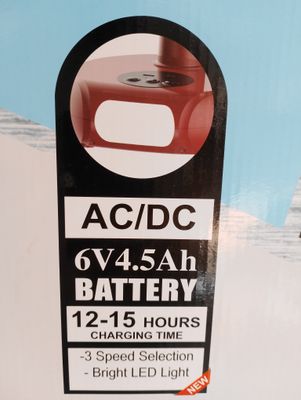 AC/DC
6V4.5Ah
BATTERY
12-15 HOURS
CHARGING TIME
-3 Speed Selection
- Bright LED Light
NEW